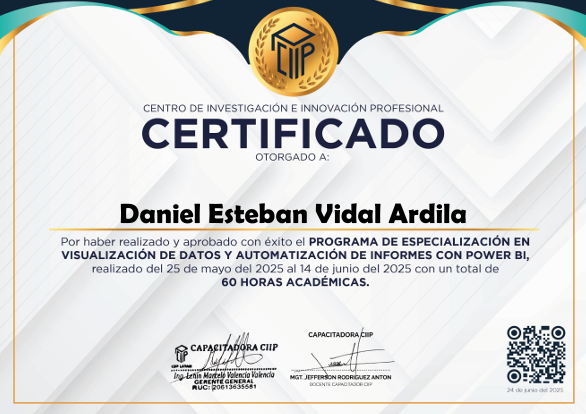 CIIP
CENTRO DE INVESTIGACIÓN E INNOVACIÓN PROFESIONAL
CERTIFICADO
OTORGADO A:
Daniel Esteban Vidal Ardila
Por haber realizado y aprobado con éxito el PROGRAMA DE ESPECIALIZACIÓN EN
VISUALIZACIÓN DE DATOS Y AUTOMATIZACIÓN DE INFORMES CON POWER BI,
realizado del 25 de mayo del 2025 al 14 de junio del 2025 con un total de
60 HORAS ACADÉMICAS.
CAPACITADORA CIIP
Ing. Lenin Martelo Valencia Valencia
GERENTE GENERAL
RUC: 20613635581
CAPACITADORA CIIP
MGT. JEFFERSON RODRIGUEZ ANTON
DOCENTE CAPACITADOR CIIP
24 de junio del 2025